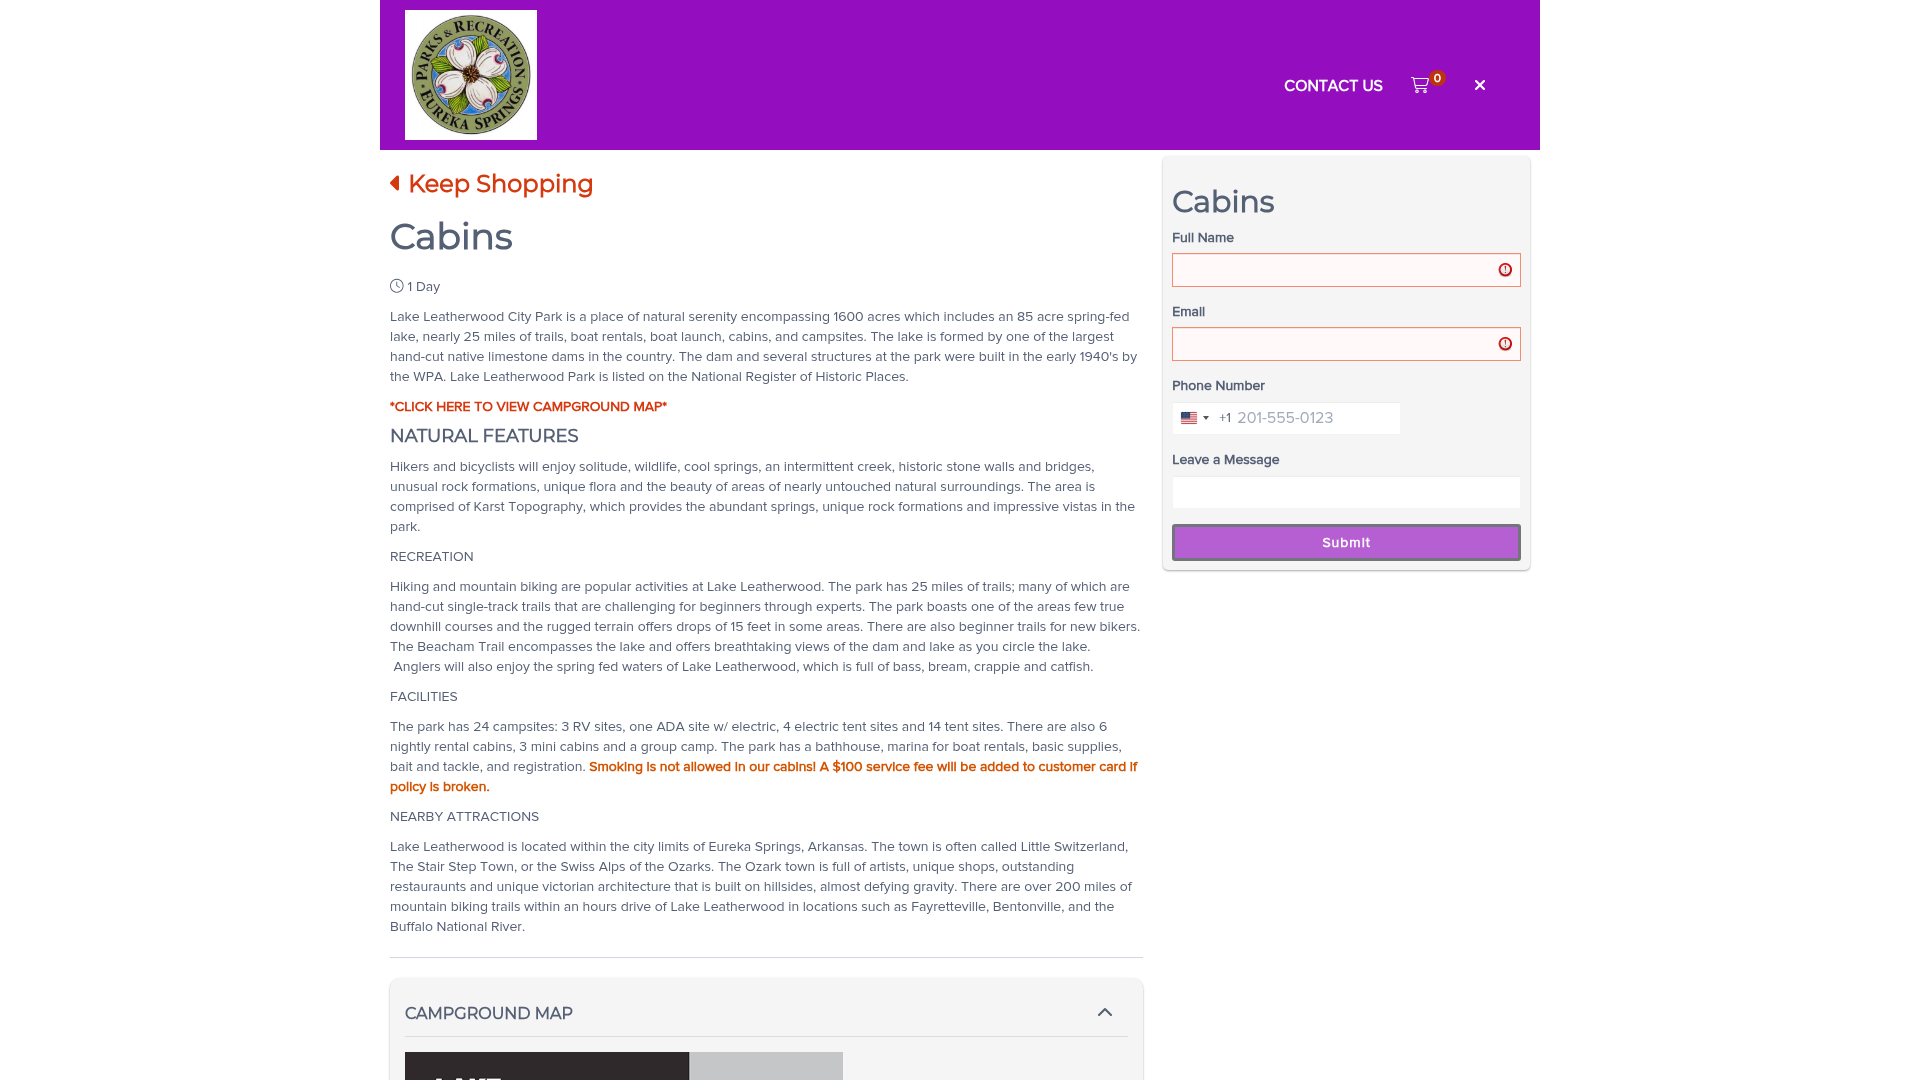 PARKS & RECREATION
EUREKA SPRINGS
CONTACT US
0
Keep Shopping
Cabins
1 Day
Lake Leatherwood City Park is a place of natural serenity encompassing 1600 acres which includes an 85 acre spring-fed
lake, nearly 25 miles of trails, boat rentals, boat launch, cabins, and campsites. The lake is formed by one of the largest
hand-cut native limestone dams in the country. The dam and several structures at the park were built in the early 1940's by
the WPA. Lake Leatherwood Park is listed on the National Register of Historic Places.
*CLICK HERE TO VIEW CAMPGROUND MAP*
NATURAL FEATURES
Hikers and bicyclists will enjoy solitude, wildlife, cool springs, an intermittent creek, historic stone walls and bridges,
unusual rock formations, unique flora and the beauty of areas of nearly untouched natural surroundings. The area is
comprised of Karst Topography, which provides the abundant springs, unique rock formations and impressive vistas in the
park.
RECREATION
Hiking and mountain biking are popular activities at Lake Leatherwood. The park has 25 miles of trails; many of which are
hand-cut single-track trails that are challenging for beginners through experts. The park boasts one of the areas few true
downhill courses and the rugged terrain offers drops of 15 feet in some areas. There are also beginner trails for new bikers.
The Beacham Trail encompasses the lake and offers breathtaking views of the dam and lake as you circle the lake.
Anglers will also enjoy the spring fed waters of Lake Leatherwood, which is full of bass, bream, crappie and catfish.
FACILITIES
The park has 24 campsites: 3 RV sites, one ADA site w/ electric, 4 electric tent sites and 14 tent sites. There are also 6
nightly rental cabins, 3 mini cabins and a group camp. The park has a bathhouse, marina for boat rentals, basic supplies,
bait and tackle, and registration. Smoking is not allowed in our cabins! A $100 service fee will be added to customer card if
policy is broken.
NEARBY ATTRACTIONS
Lake Leatherwood is located within the city limits of Eureka Springs, Arkansas. The town is often called Little Switzerland,
The Stair Step Town, or the Swiss Alps of the Ozarks. The Ozark town is full of artists, unique shops, outstanding
restauraunts and unique victorian architecture that is built on hillsides, almost defying gravity. There are over 200 miles of
mountain biking trails within an hours drive of Lake Leatherwood in locations such as Fayretteville, Bentonville, and the
Buffalo National River.
CAMPGROUND MAP
Cabins
Full Name
Email
Phone Number
+1 201-555-0123
Leave a Message
Submit